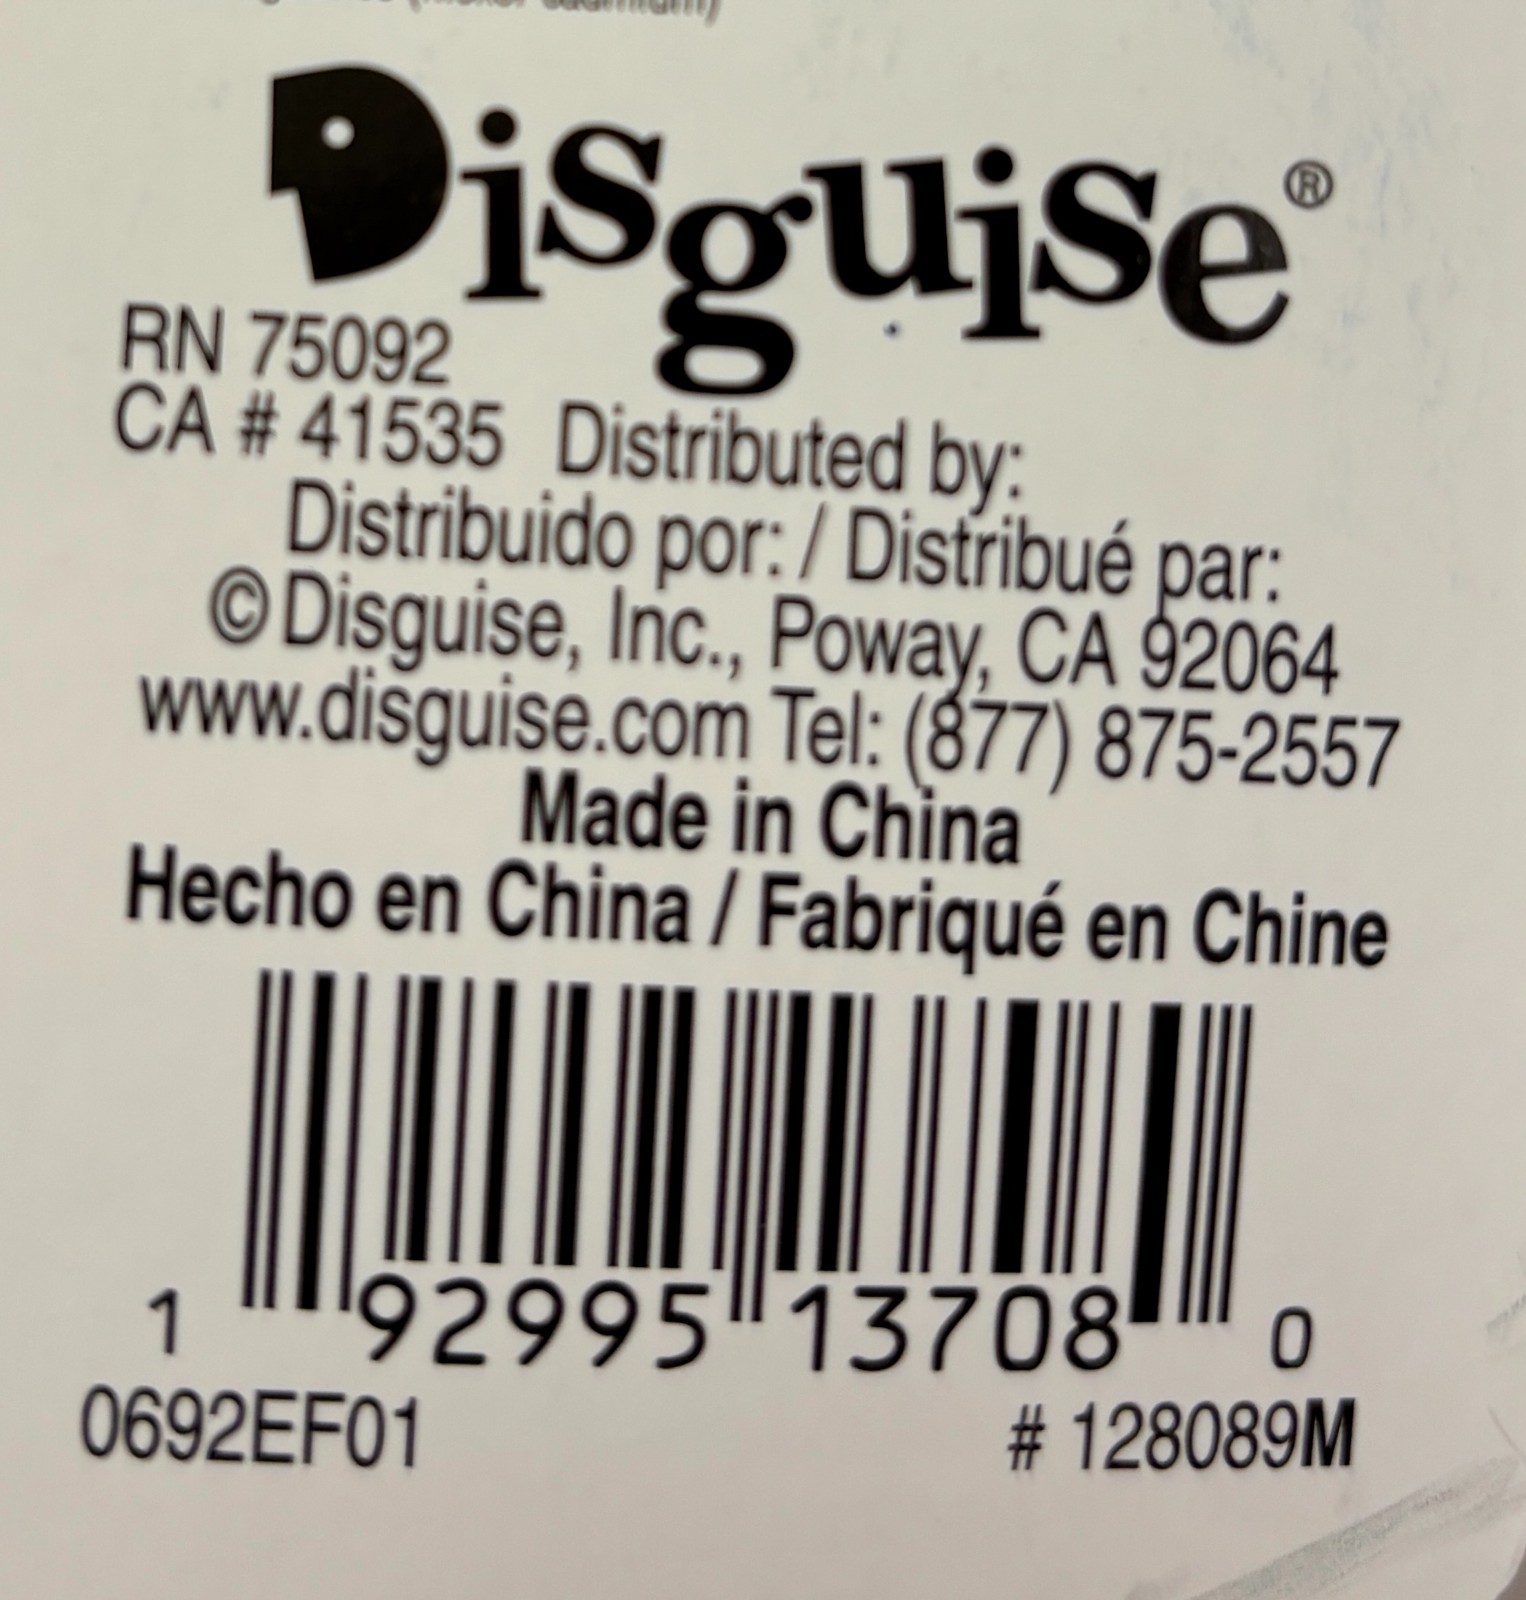 Disguise®
RN 75092
CA # 41535 Distributed by:
Distribuido por: / Distribué par:
© Disguise, Inc., Poway, CA 92064
www.disguise.com Tel: (877) 875-2557
Made in China
Hecho en China / Fabriqué en Chine
1 92995 13708 0
0692EF01 # 128089M